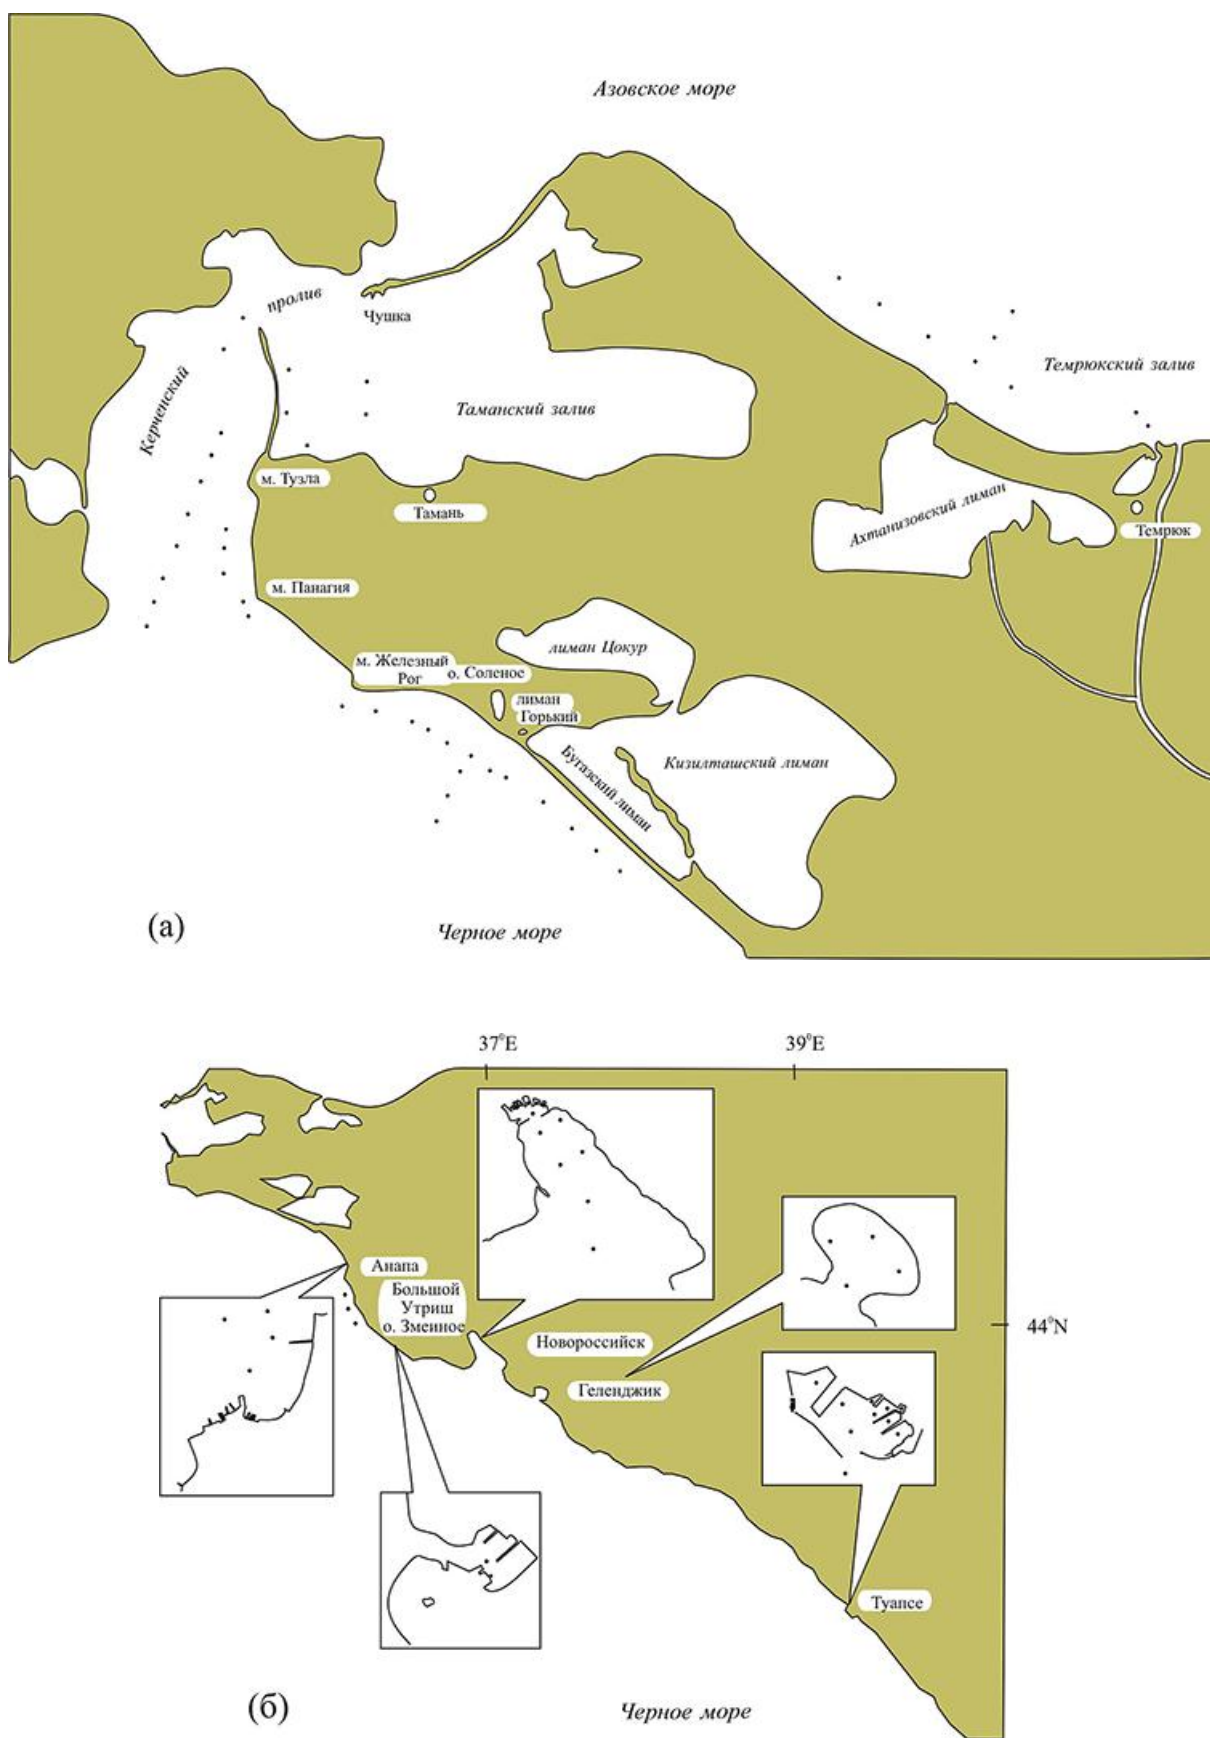 Азовское море
пролив
Чушка
Керченский
Темрюкский залив
Таманский залив
м. Тузла
Тамань
Ахтанизовский лиман
Темрюк
м. Панагия
лиман Цокур
м. Железный
Рог
о. Соленое
лиман
Горький
Бугазский лиман
Кизилташский лиман
(а)
Черное море
37°E
39°E
Анапа
Большой
Утриш
о. Змеиное
44°N
Новороссийск
Геленджик
Туапсе
(б)
Черное море